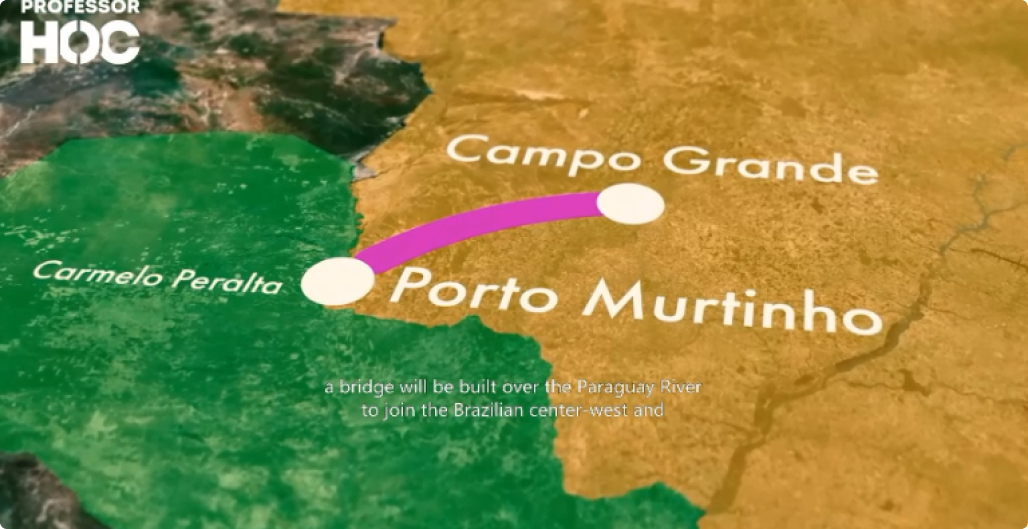 PROFESSOR
HOC
Campo Grande
Carmelo Peralta
Porto Murtinho
a bridge will be built over the Paraguay River
to join the Brazilian center-west and